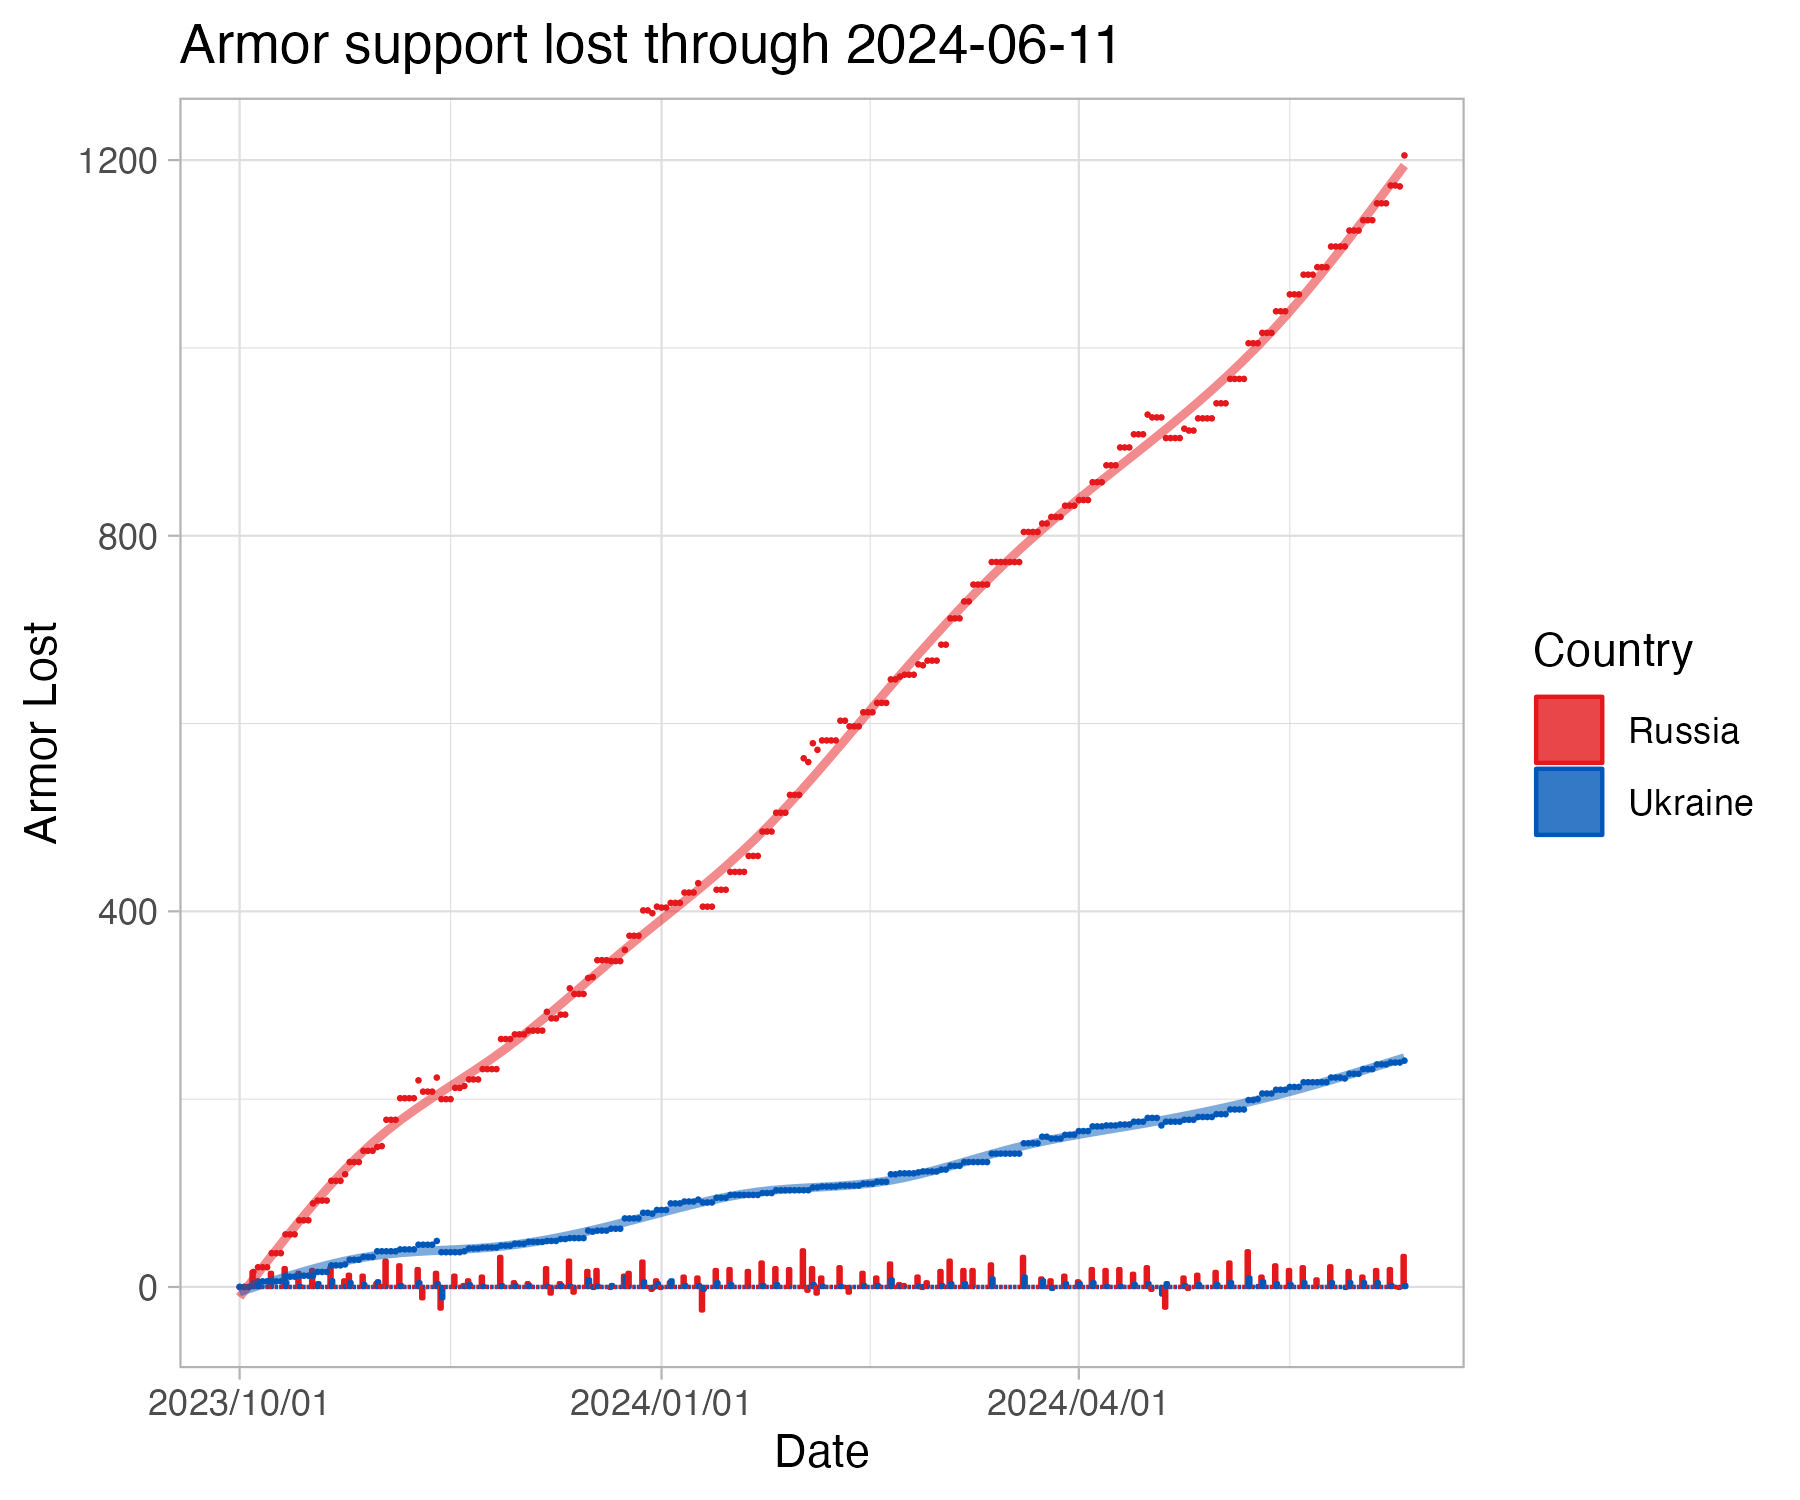 Armor support lost through 2024-06-11
Armor Lost
1200
800
400
0
2023/10/01
2024/01/01
2024/04/01
Date
Country
Russia
Ukraine